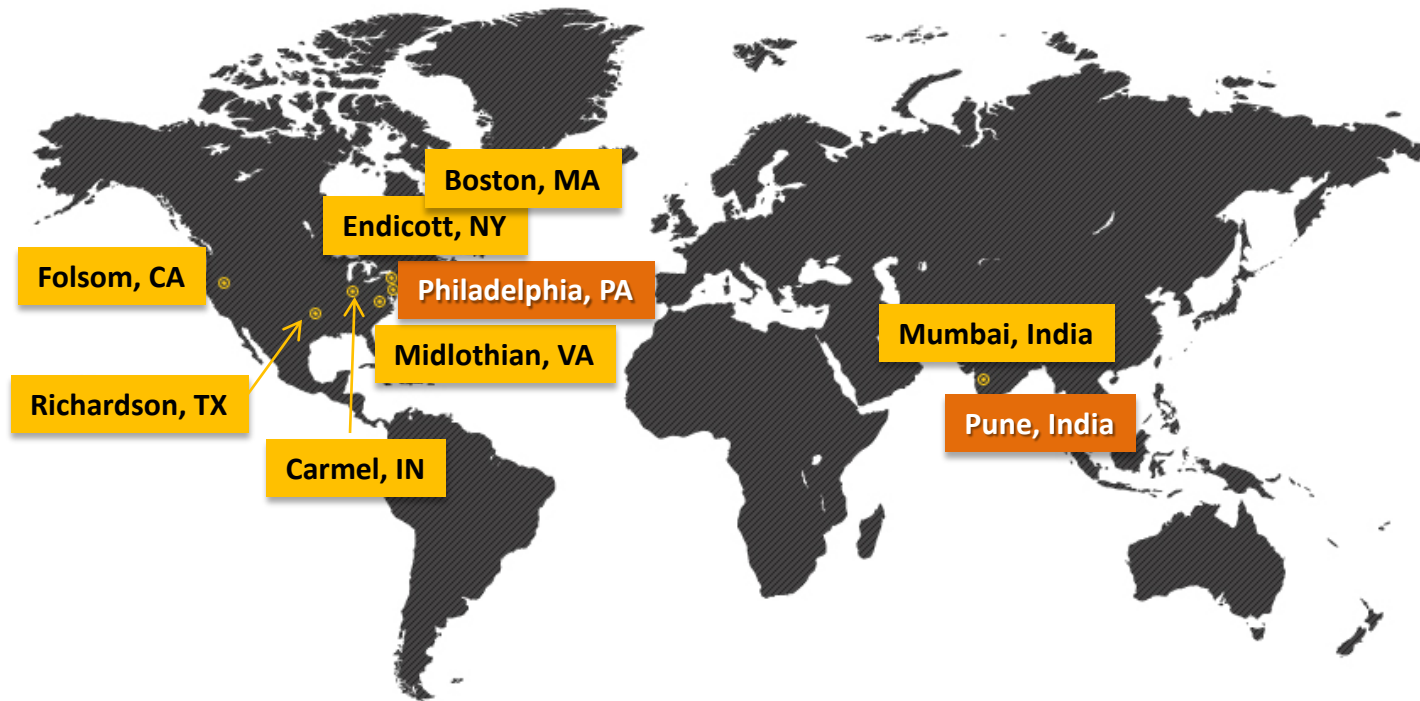 Boston, MA
Endicott, NY
Folsom, CA
Philadelphia, PA
Mumbai, India
Midlothian, VA
Richardson, TX
Pune, India
Carmel, IN